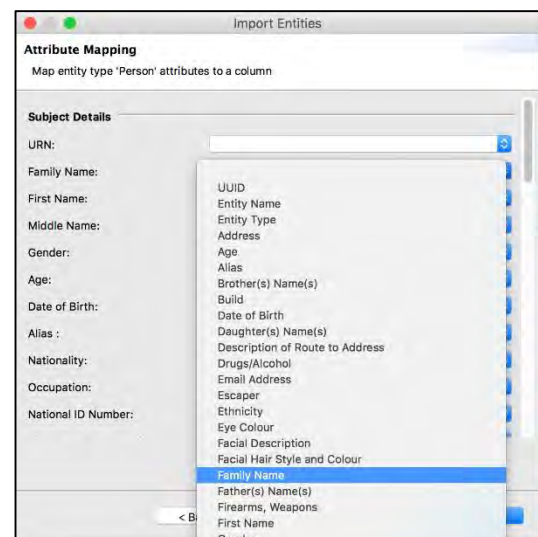 Import Entities
Attribute Mapping
Map entity type 'Person' attributes to a column
Subject Details
URN:
Family Name:
First Name:
Middle Name:
Gender:
Age:
Date of Birth:
Alias :
Nationality:
Occupation:
National ID Number:
UUID
Entity Name
Entity Type
Address
Age
Alias
Brother(s) Name(s)
Build
Date of Birth
Daughter(s) Name(s)
Description of Route to Address
Drugs/Alcohol
Email Address
Escaper
Ethnicity
Eye Colour
Facial Description
Facial Hair Style and Colour
Family Name
Father(s) Name(s)
Firearms, Weapons
First Name
< B